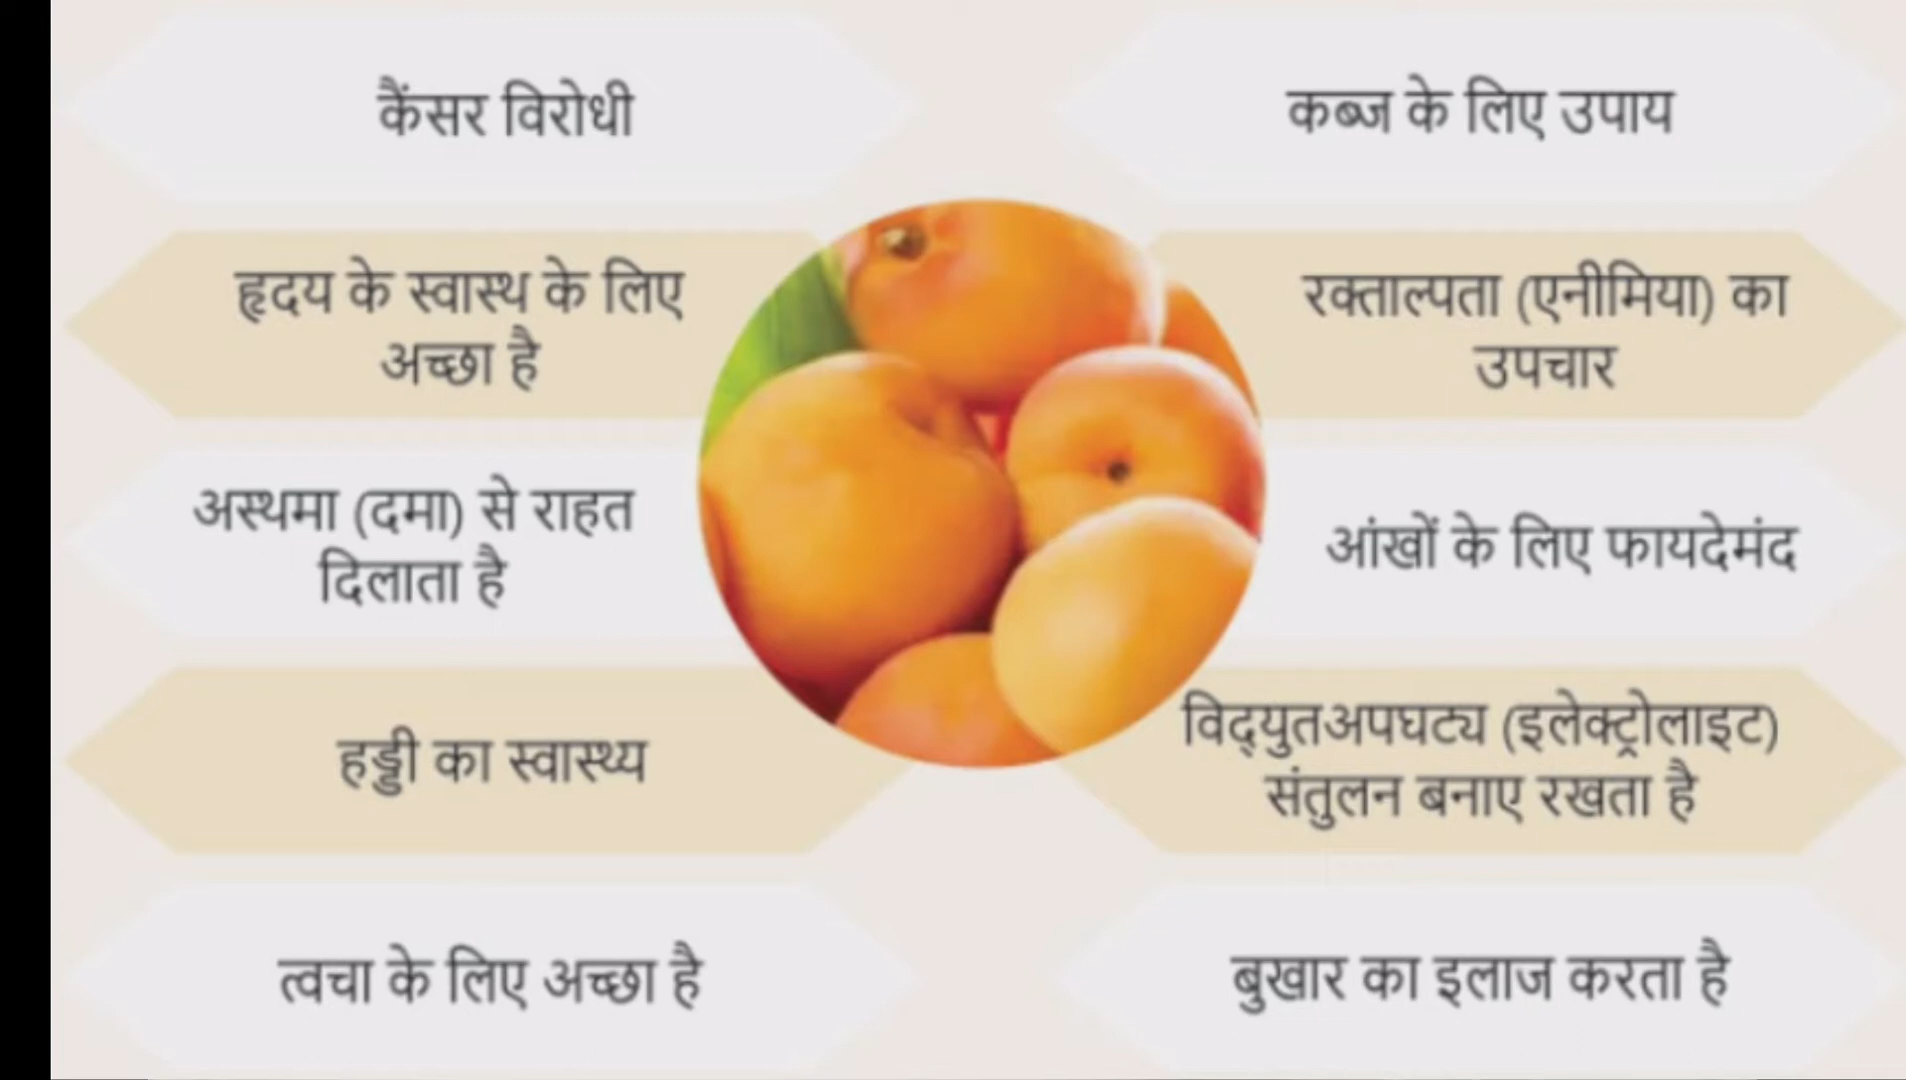 कैंसर विरोधी
कब्ज के लिए उपाय
हृदय के स्वास्थ के लिए
अच्छा है
रक्ताल्पता (एनीमिया) का
उपचार
अस्थमा (दमा) से राहत
दिलाता है
आंखों के लिए फायदेमंद
हड्डी का स्वास्थ्य
विद्युतअपघट्य (इलेक्ट्रोलाइट)
संतुलन बनाए रखता है
त्वचा के लिए अच्छा है
बुखार का इलाज करता है